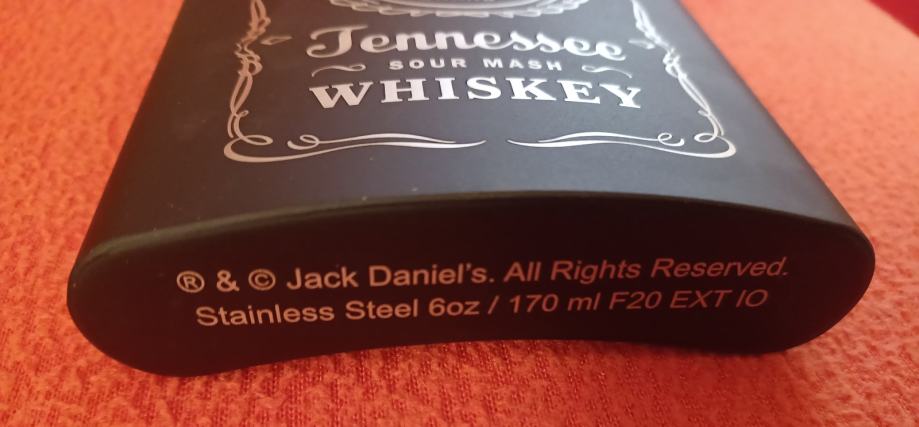 Tennessee
SOUR MASH
WHISKEY
® & © Jack Daniel's. All Rights Reserved.
Stainless Steel 6oz / 170 ml F20 EXT IO